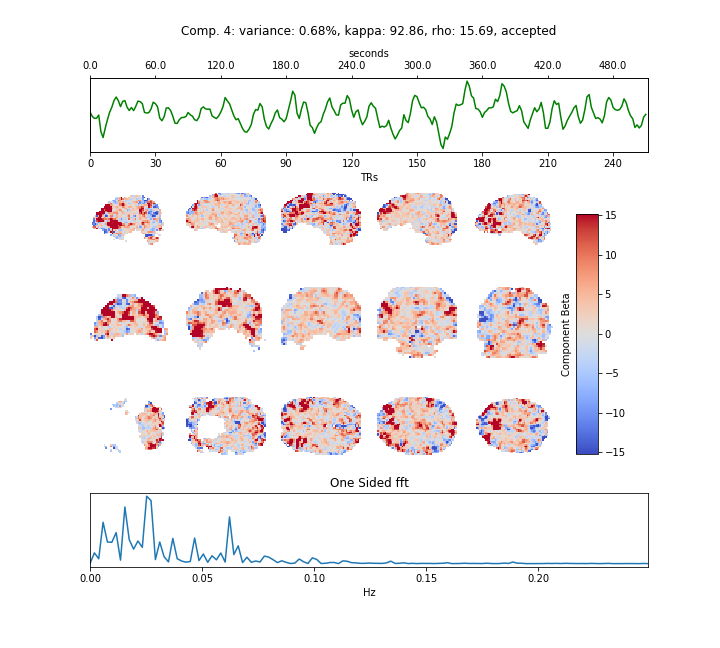 Comp. 4: variance: 0.68%, kappa: 92.86, rho: 15.69, accepted
seconds
0.0 60.0 120.0 180.0 240.0 300.0 360.0 420.0 480.0
0 30 60 90 120 150 180 210 240
TRs
15
10
5
0
−5
−10
−15
Component Beta
One Sided fft
0.00 0.05 0.10 0.15 0.20
Hz